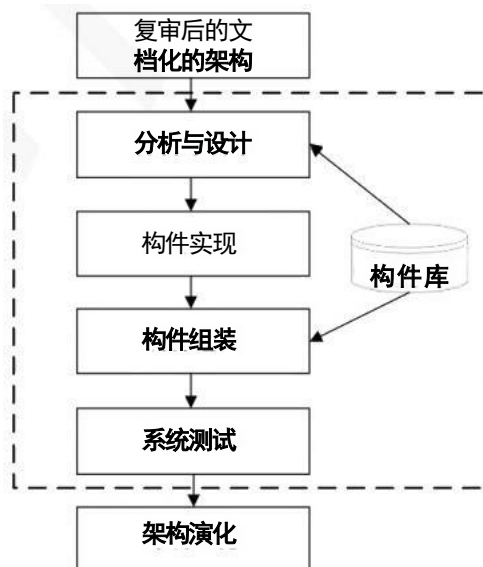 复审后的文
档化的架构
分析与设计
构件实现
构件库
构件组装
系统测试
架构演化